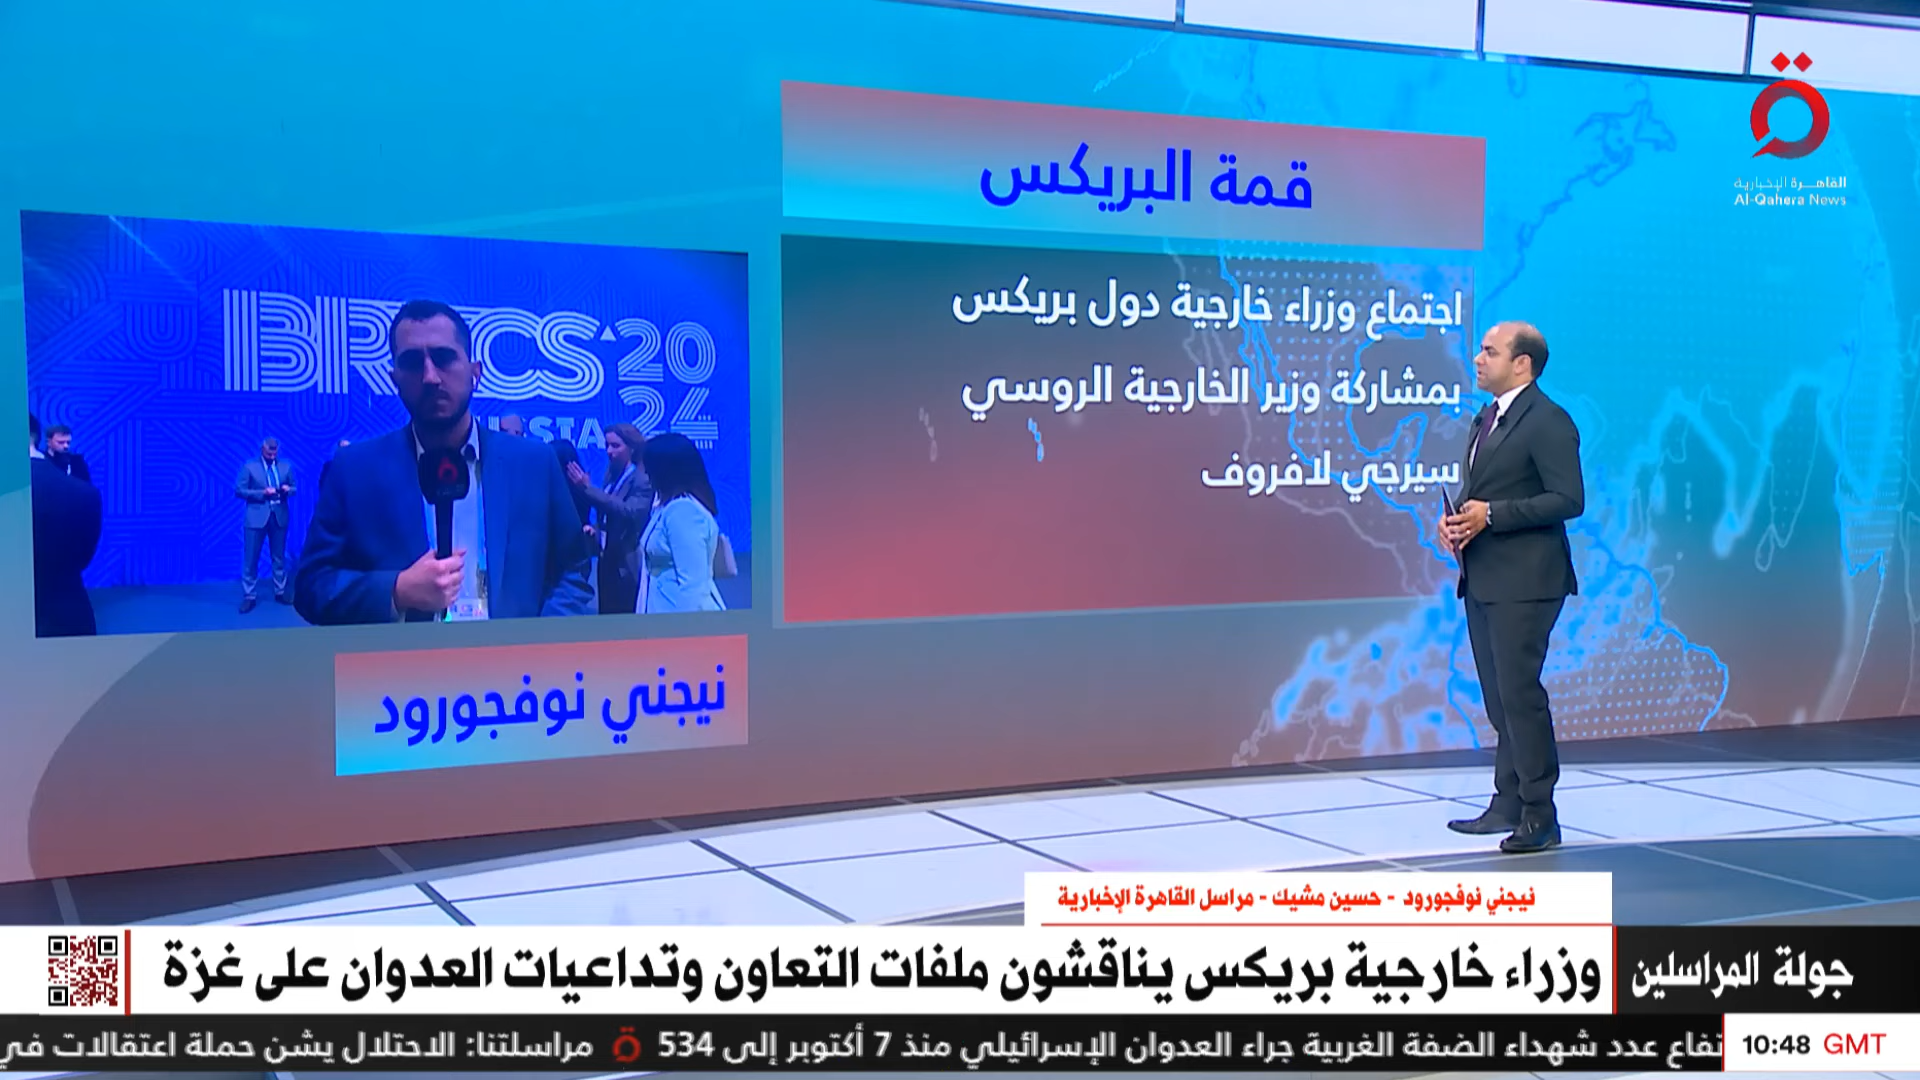 القاهرة الإخبارية
Al-Qahera News
قمة البريكس
اجتماع وزراء خارجية دول بريكس
بمشاركة وزير الخارجية الروسي
سيرجي لافروف
BRICS 20
24
نيجني نوفجورود
نيجني نوفجورود - حسين مشيك - مراسل القاهرة الإخبارية
جولة المراسلين
وزراء خارجية بريكس يناقشون ملفات التعاون وتداعيات العدوان على غزة
10:48 GMT
تفاع عدد شهداء الضفة الغربية جراء العدوان الإسرائيلي منذ 7 أكتوبر إلى 534 مراسلتنا: الاحتلال يشن حملة اعتقالات في